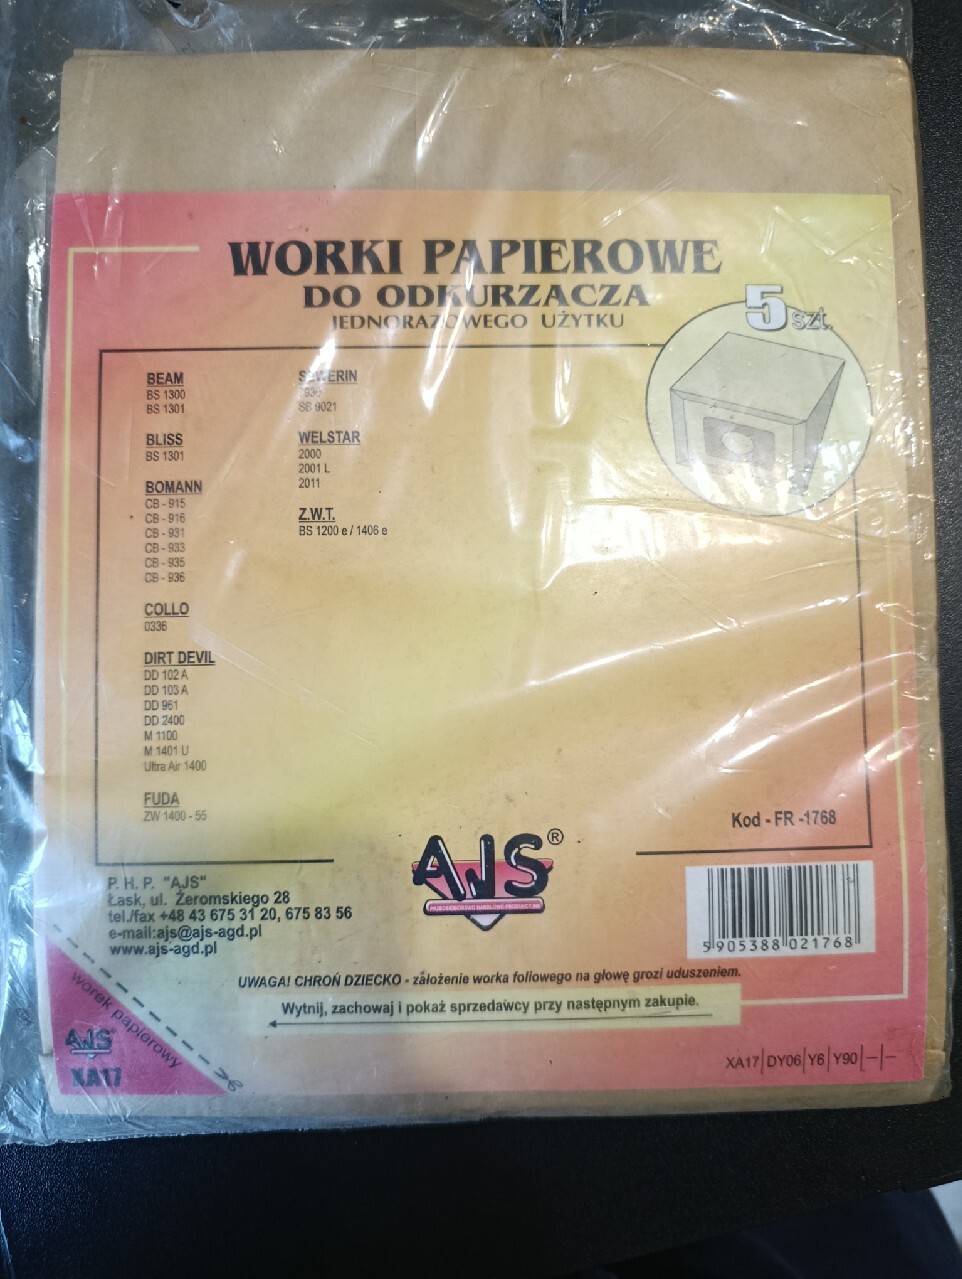 WORKI PAPIEROWE
DO ODKURZACZA
JEDNORAZOWEGO UŻYTKU
5 szt.
BEAM
BS 1300
BS 1301
BLISS
BS 1301
BOMANN
CB - 915
CB - 916
CB - 931
CB - 933
CB - 935
CB - 936
COLLO
0336
DIRT DEVIL
DD 102 A
DD 103 A
DD 961
DD 2400
M 1100
M 1401 U
Ultra Air 1400
FUDA
ZW 1400 - 55
SEWERIN
SB 9021
WELSTAR
2000
2001 L
2011
Z.W.T.
BS 1200 e / 1406 e
Kod - FR -1768
AJS®
PRZEDSIĘBIORSTWO HANDLOWO PRODUKCYJNE
P. H. P. "AJS"
Łask, ul. Żeromskiego 28
tel./fax +48 43 675 31 20, 675 83 56
e-mail:ajs@ajs-agd.pl
www.ajs-agd.pl
5 905388 021768
UWAGA! CHROŃ DZIECKO - założenie worka foliowego na głowę grozi uduszeniem.
Wytnij, zachowaj i pokaż sprzedawcy przy następnym zakupie.
worek papierowy
AJS®
XA17
XA17|DY06|Y6|Y90|—|—